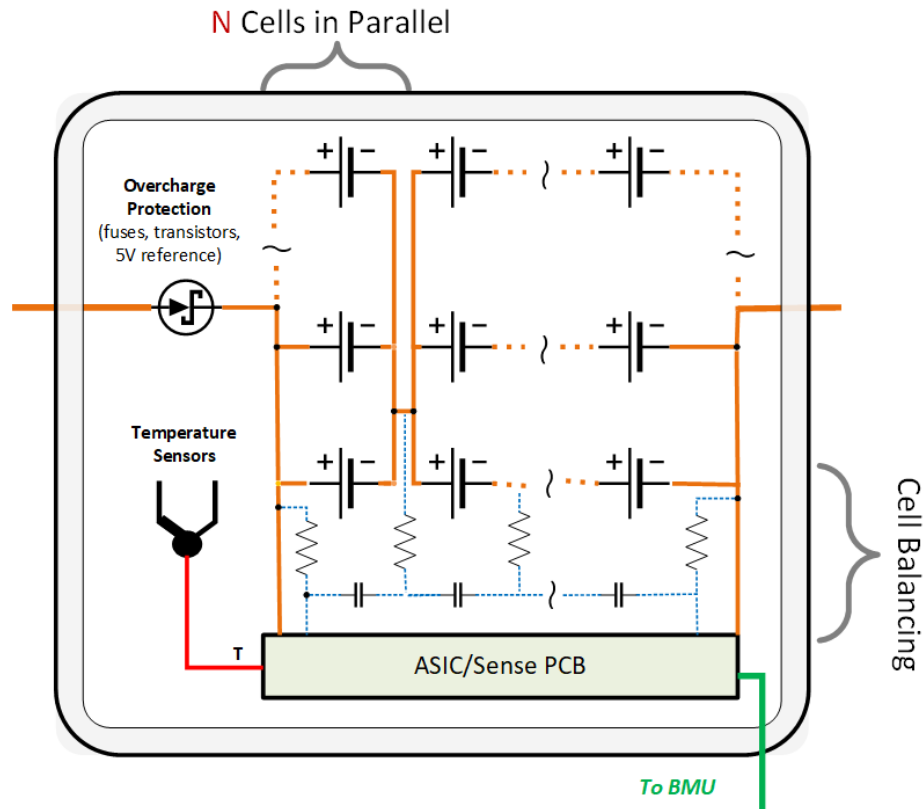 N Cells in Parallel
+ − + − + −
Overcharge
Protection
(fuses, transistors,
5V reference)
+ − + − + −
Temperature
Sensors
+ − + − + −
Cell Balancing
T
ASIC/Sense PCB
To BMU